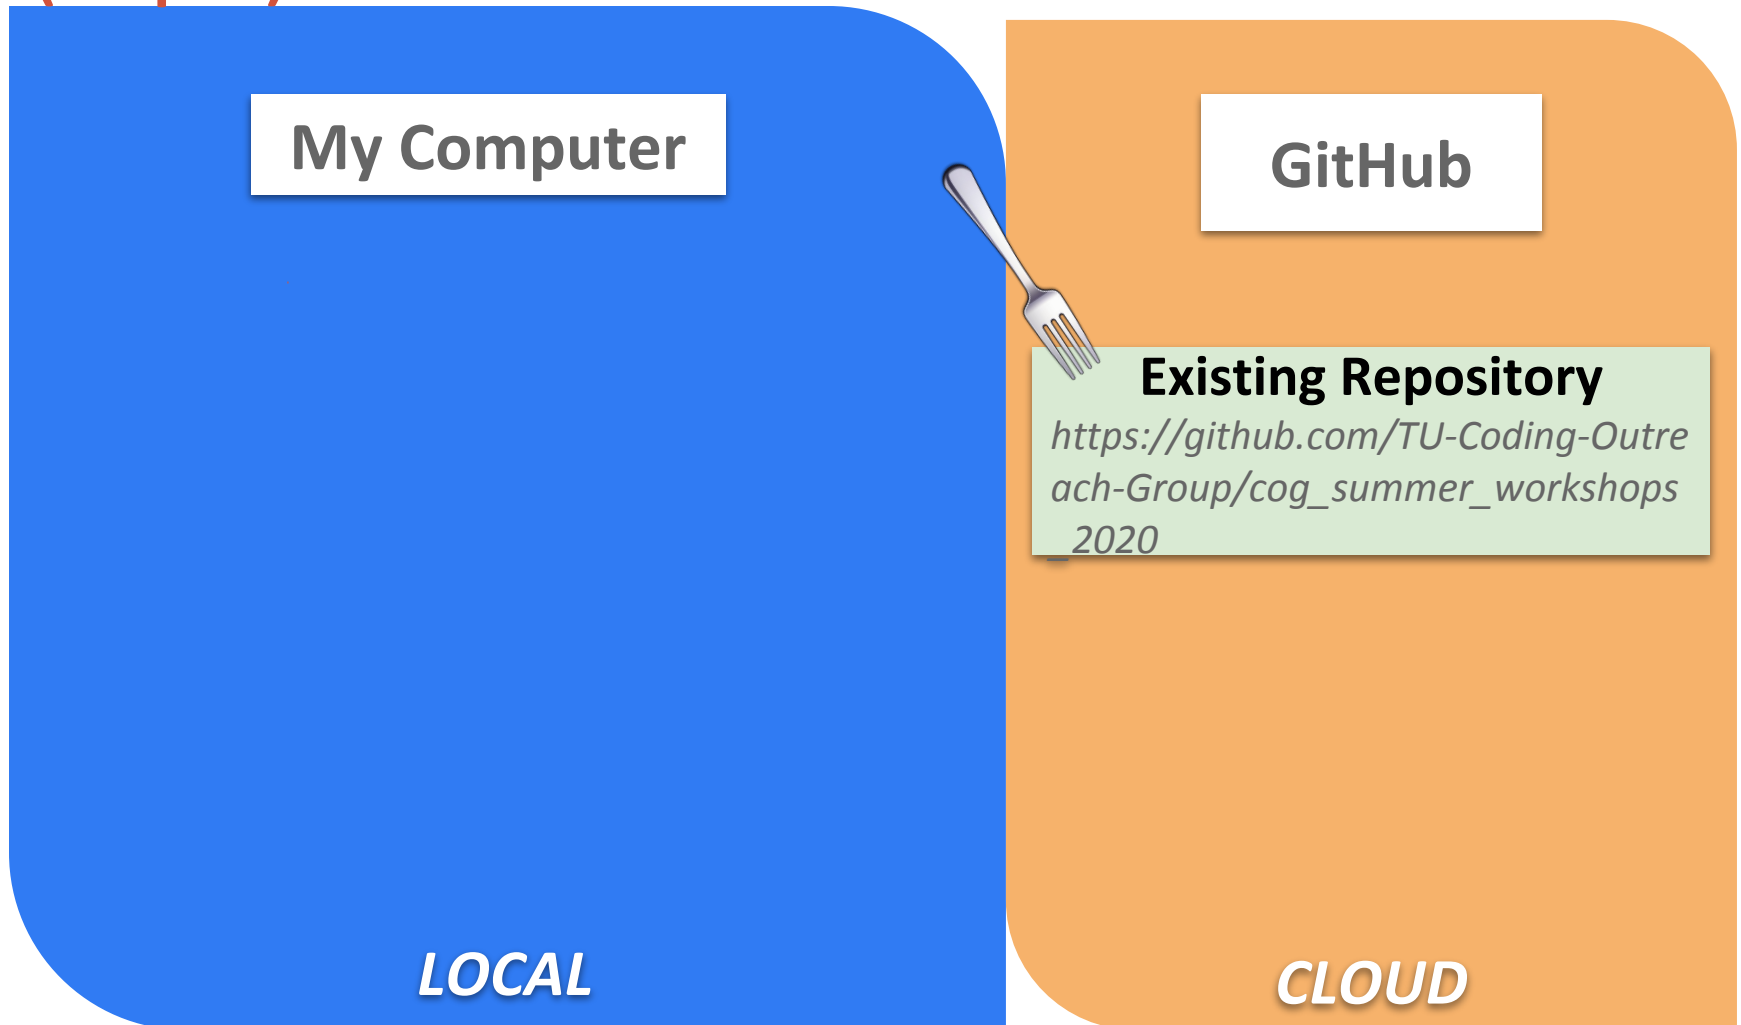 My Computer
GitHub
Existing Repository
https://github.com/TU-Coding-Outre
ach-Group/cog_summer_workshops
_2020
LOCAL
CLOUD